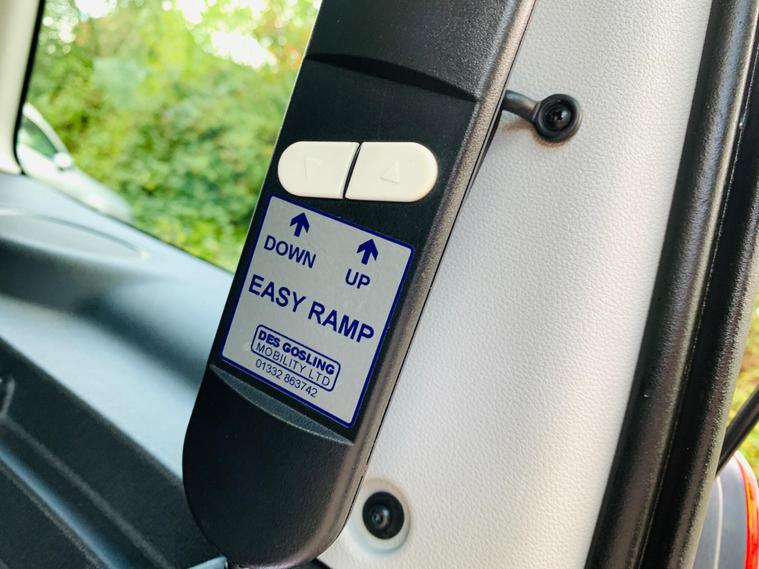 DOWN UP
EASY RAMP
DES GOSLING
MOBILITY LTD
01332 863742